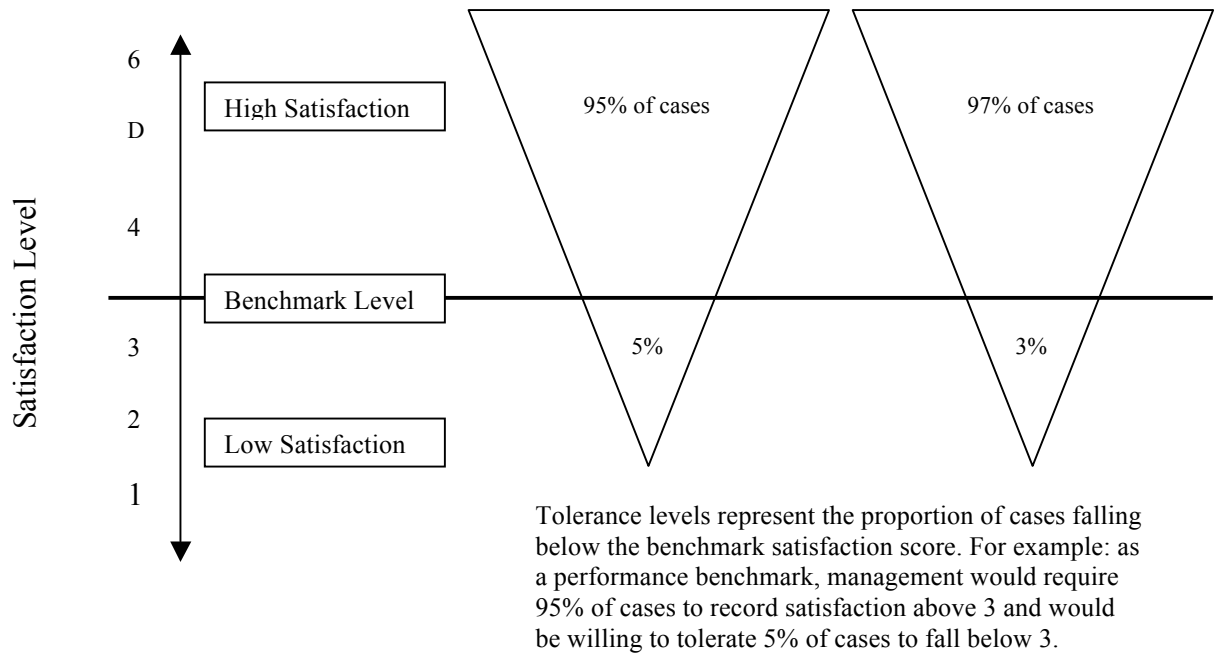 Satisfaction Level
6
D
4
3
2
1
High Satisfaction
Benchmark Level
Low Satisfaction
95% of cases
97% of cases
5%
3%
Tolerance levels represent the proportion of cases falling
below the benchmark satisfaction score. For example: as
a performance benchmark, management would require
95% of cases to record satisfaction above 3 and would
be willing to tolerate 5% of cases to fall below 3.